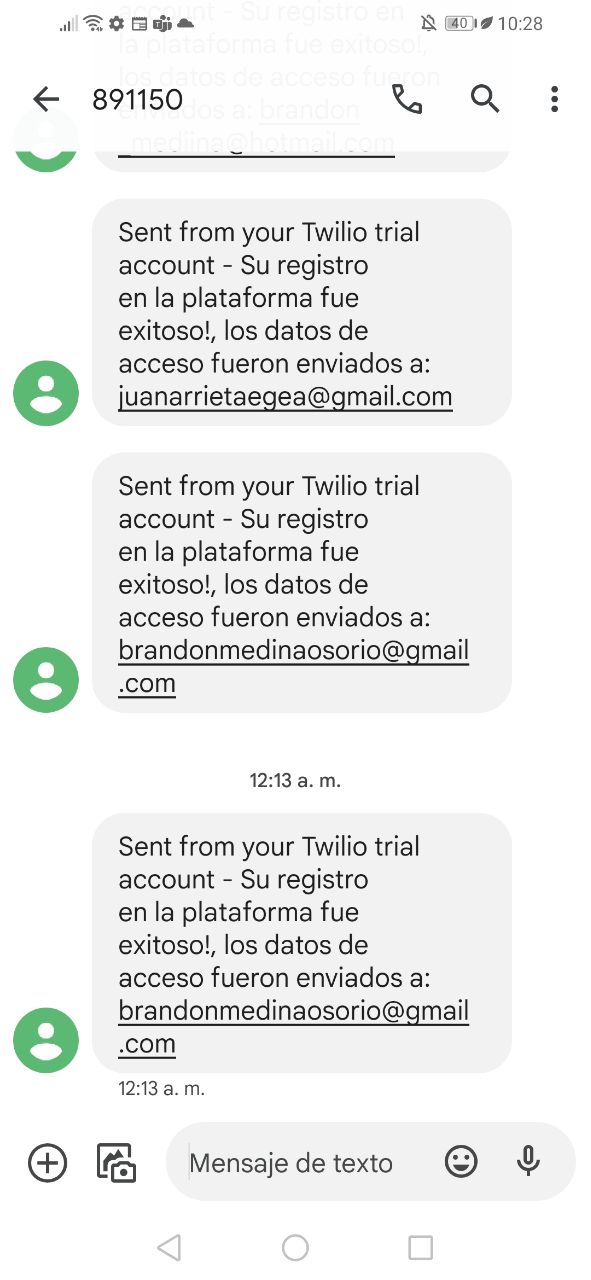 40 10:28
account - Su registro en
la plataforma fue exitoso!,
los datos de acceso fueron
891150
enviados a: brandon
_mediina@hotmail.com
Sent from your Twilio trial
account - Su registro
en la plataforma fue
exitoso!, los datos de
acceso fueron enviados a:
juanarrietaegea@gmail.com
Sent from your Twilio trial
account - Su registro
en la plataforma fue
exitoso!, los datos de
acceso fueron enviados a:
brandonmedinaosorio@gmail
.com
12:13 a. m.
Sent from your Twilio trial
account - Su registro
en la plataforma fue
exitoso!, los datos de
acceso fueron enviados a:
brandonmedinaosorio@gmail
.com
12:13 a. m.
Mensaje de texto